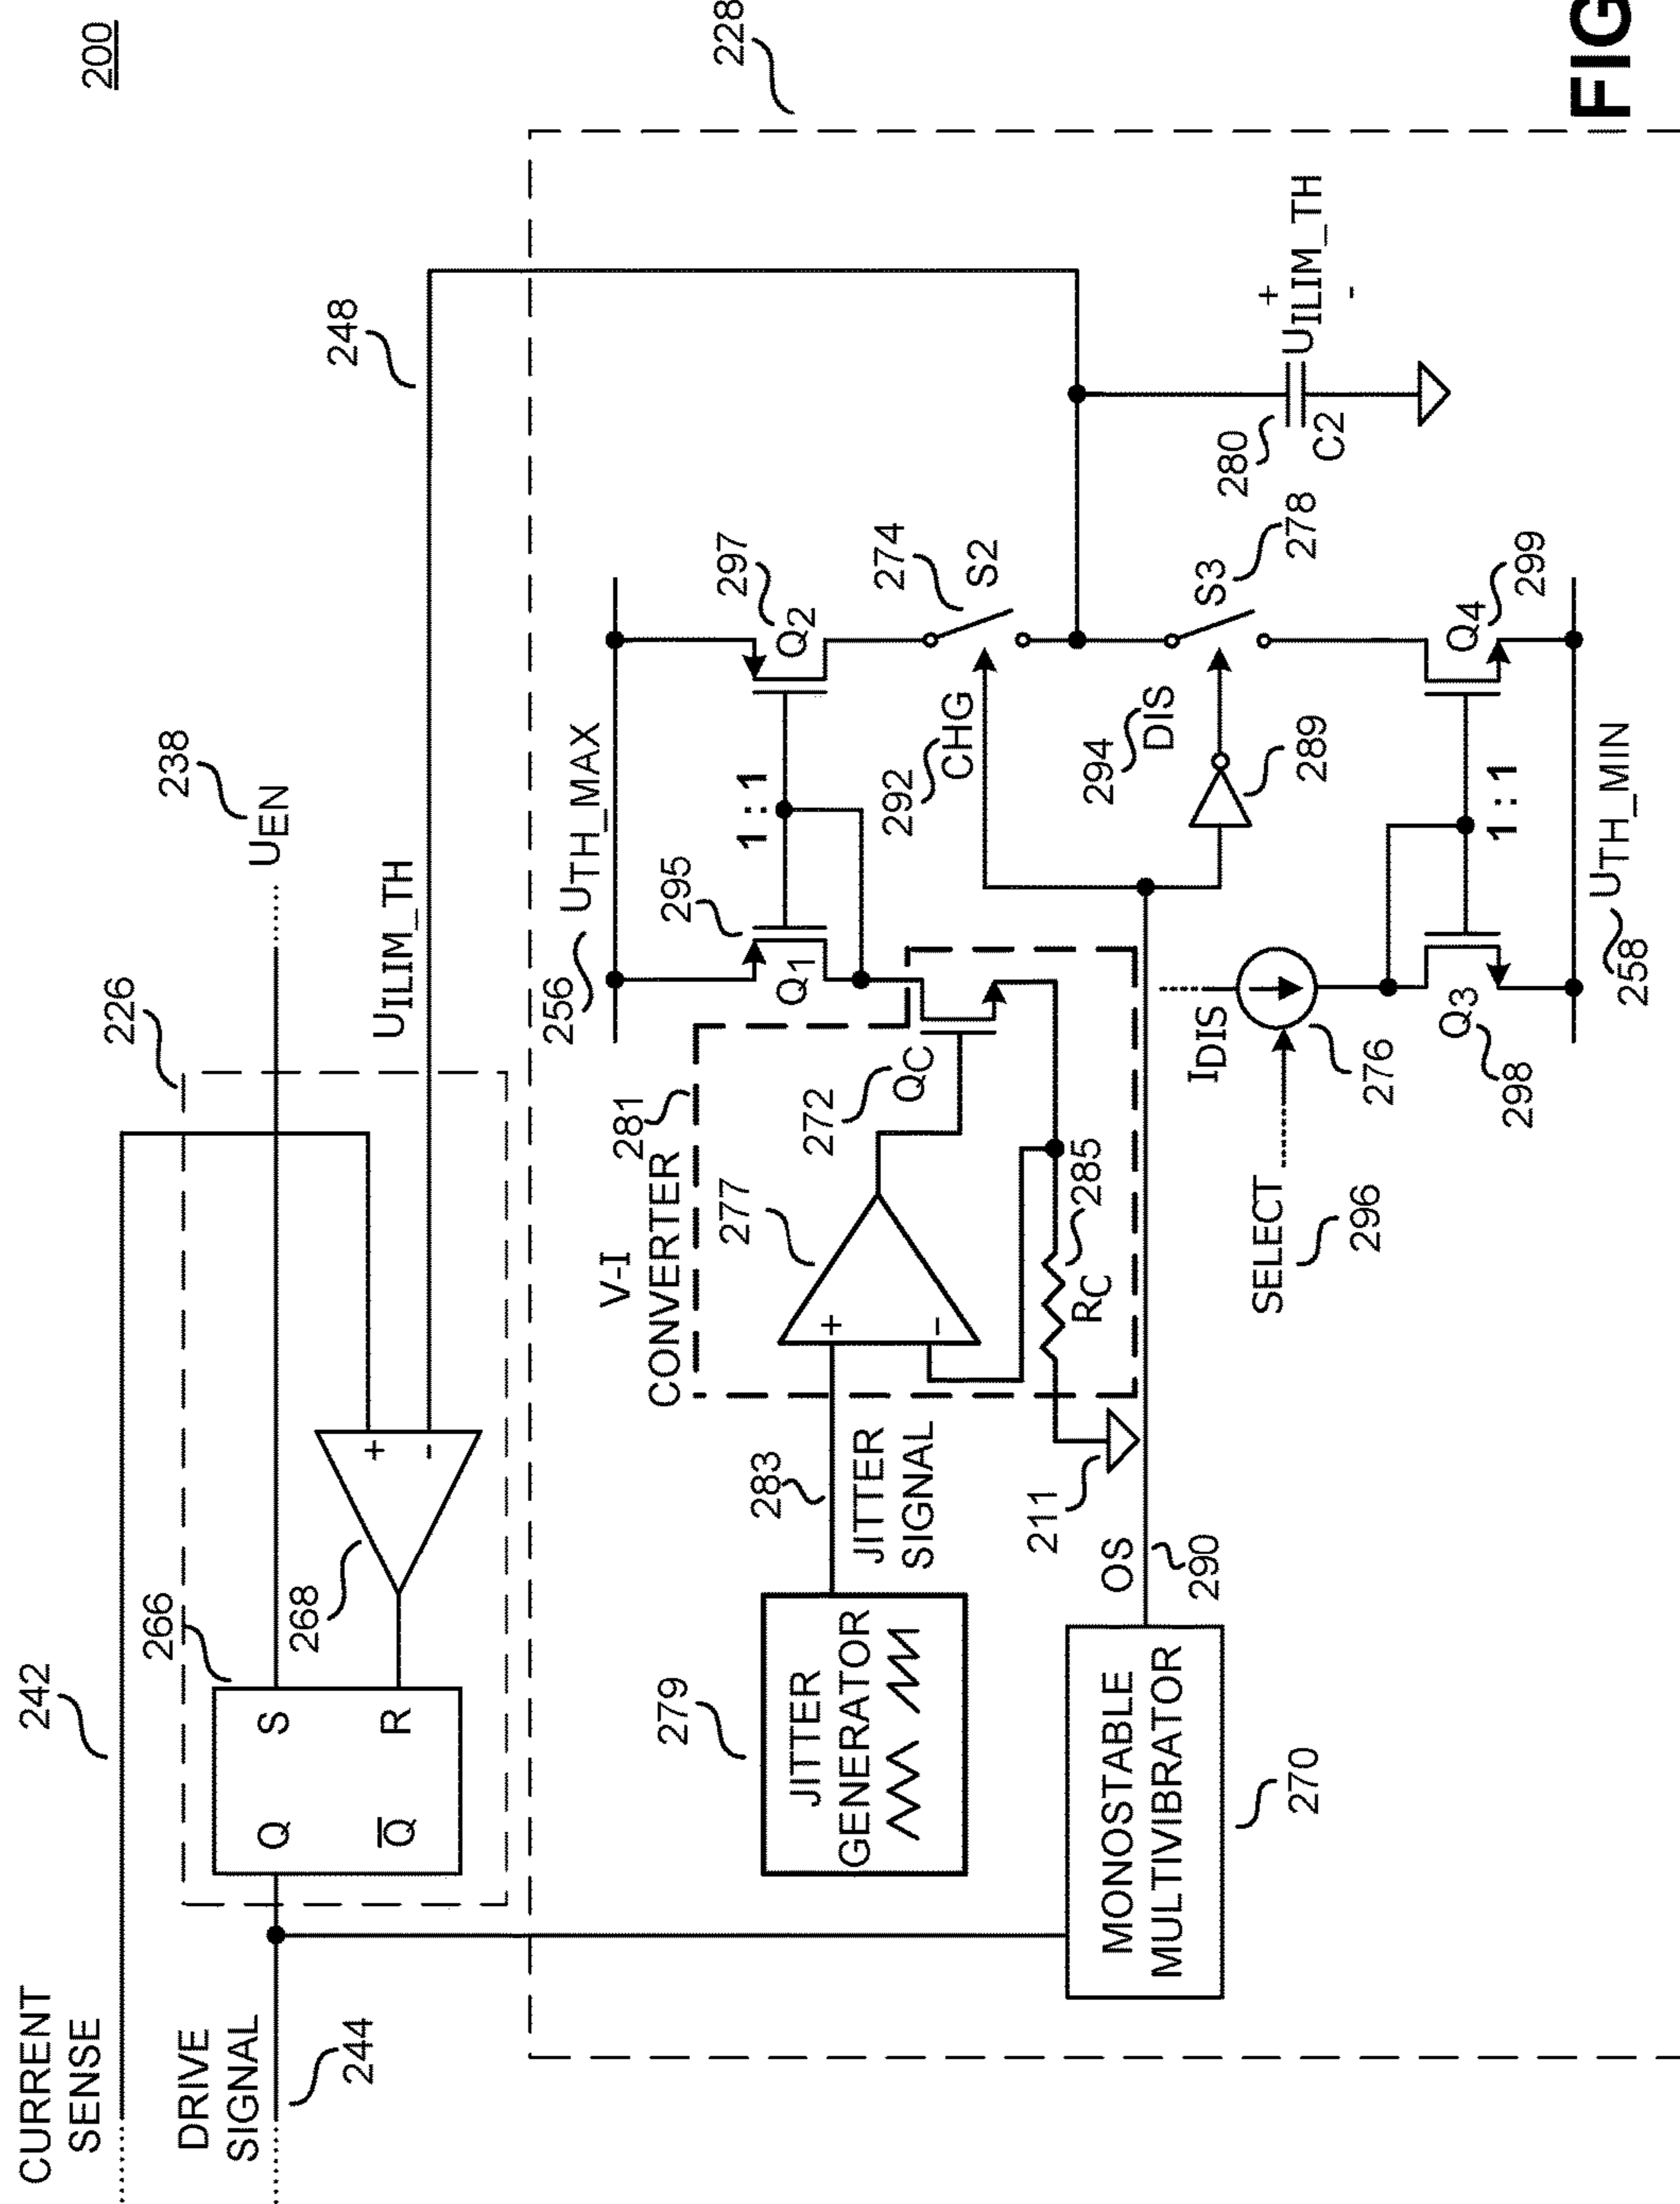 200
CURRENT
SENSE
242
DRIVE
SIGNAL
244
226
238
U_EN
266
Q
S
Q̅
R
268
+
-
U_ILIM_TH
248
228
256
U_TH_MAX
V-I
CONVERTER
281
295
Q1
1 : 1
Q2
297
279
JITTER
GENERATOR
283
JITTER
SIGNAL
277
+
-
272
Q_C
292
CHG
274
S2
211
R_C
285
294
DIS
289
S3
278
MONOSTABLE
MULTIVIBRATOR
270
OS
290
280
C2
+
U_ILIM_TH
-
SELECT
296
I_DIS
276
Q3
298
1 : 1
Q4
299
258
U_TH_MIN
FIG